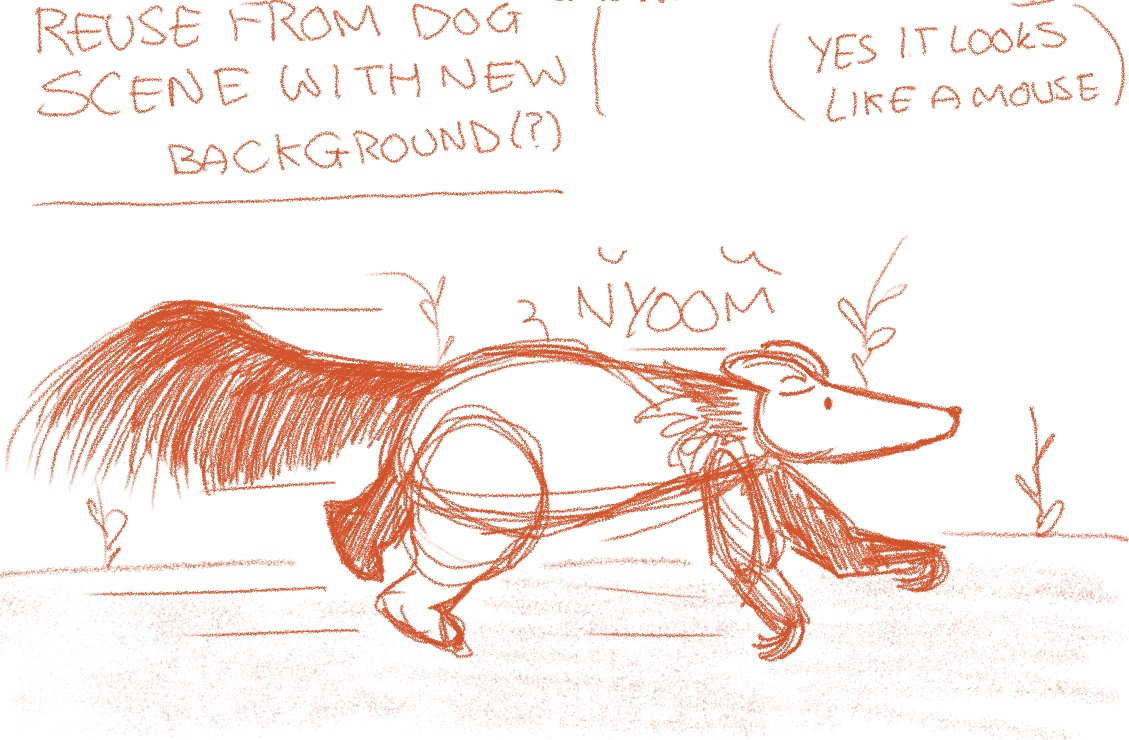 REUSE FROM DOG
SCENE WITH NEW
BACKGROUND(?)
(YES IT LOOKS
LIKE A MOUSE)
NYOOM